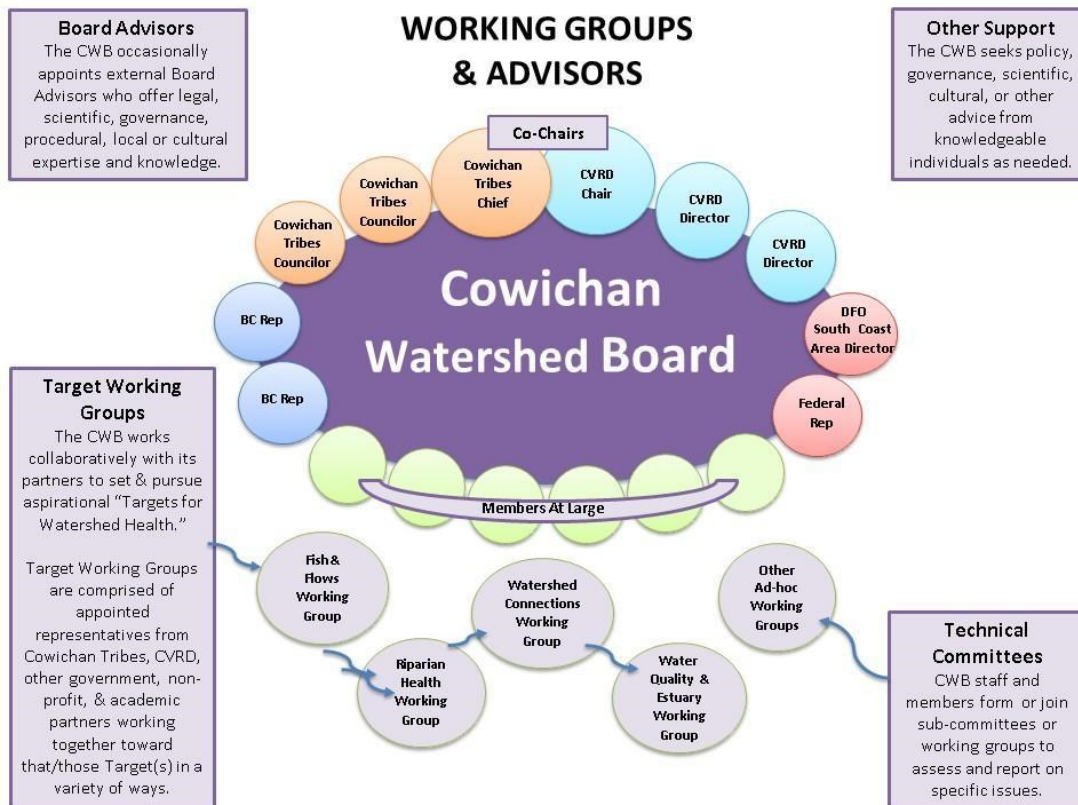 Board Advisors
The CWB occasionally
appoints external Board
Advisors who offer legal,
scientific, governance,
procedural, local or cultural
expertise and knowledge.
WORKING GROUPS
& ADVISORS
Other Support
The CWB seeks policy,
governance, scientific,
cultural, or other
advice from
knowledgeable
individuals as needed.
Co-Chairs
Cowichan
Tribes
Chief
CVRD
Chair
Cowichan
Tribes
Councilor
CVRD
Director
Cowichan
Tribes
Councilor
CVRD
Director
BC Rep
DFO
South Coast
Area Director
BC Rep
Federal
Rep
Cowichan
Watershed Board
Members At Large
Target Working
Groups
The CWB works
collaboratively with its
partners to set & pursue
aspirational “Targets for
Watershed Health.”
Target Working Groups
are comprised of
appointed
representatives from
Cowichan Tribes, CVRD,
other government, non-
profit, & academic
partners working
together toward
that/those Target(s) in a
variety of ways.
Fish &
Flows
Working
Group
Riparian
Health
Working
Group
Watershed
Connections
Working
Group
Water
Quality &
Estuary
Working
Group
Other
Ad-hoc
Working
Groups
Technical
Committees
CWB staff and
members form or join
sub-committees or
working groups to
assess and report on
specific issues.